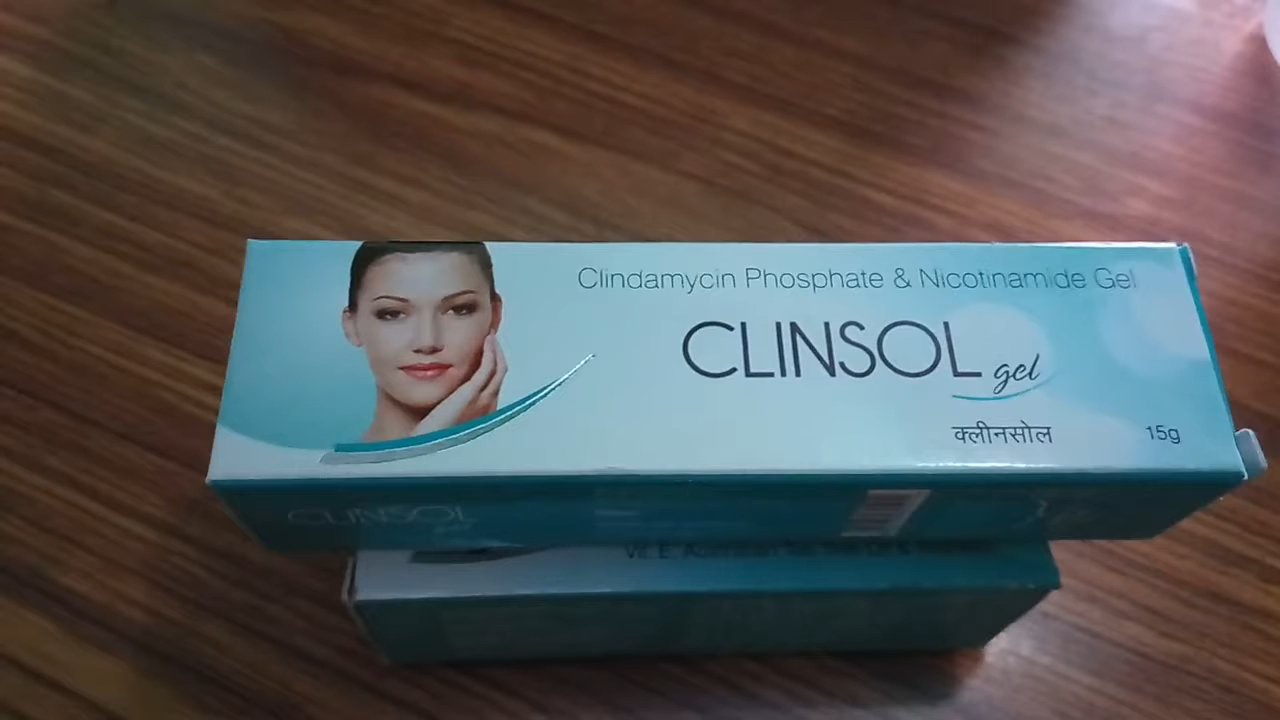 Clindamycin Phosphate & Nicotinamide Gel
CLINSOL gel
क्लीनसोल
15g
CLINSOL